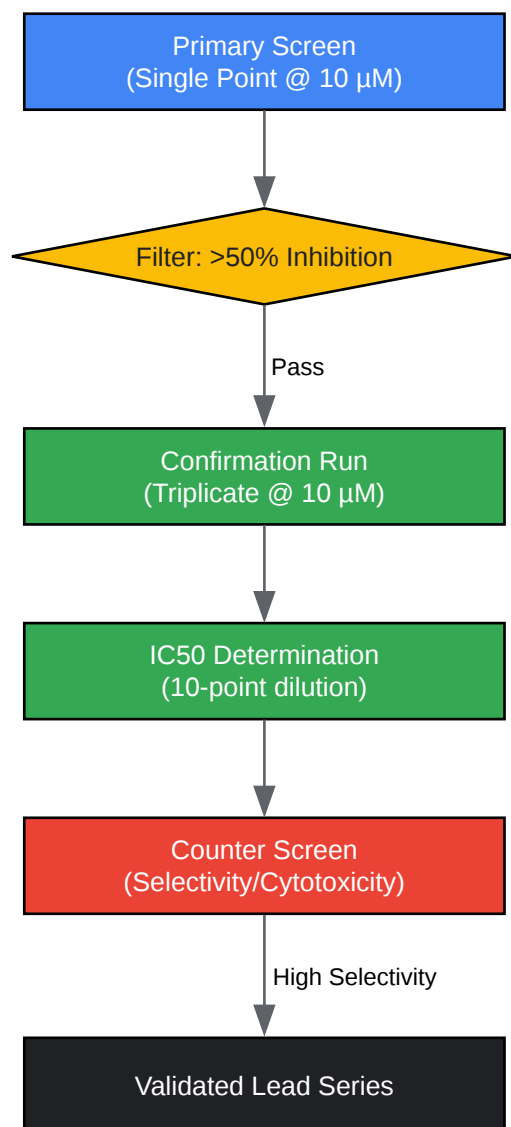 Primary Screen
(Single Point @ 10 µM)
Filter: >50% Inhibition
Pass
Confirmation Run
(Triplicate @ 10 µM)
IC50 Determination
(10-point dilution)
Counter Screen
(Selectivity/Cytotoxicity)
High Selectivity
Validated Lead Series